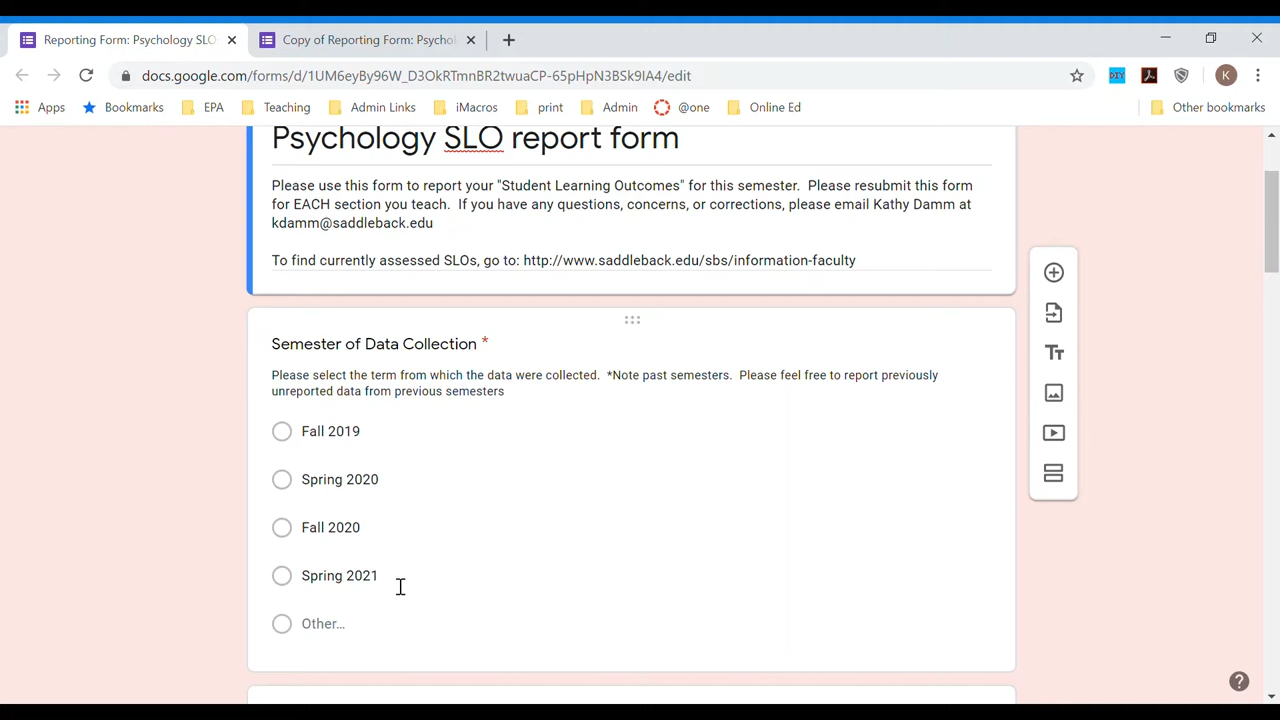 Reporting Form: Psychology SLO
Copy of Reporting Form: Psychol
docs.google.com/forms/d/1UM6eyBy96W_D3OkRTmnBR2twuaCP-65pHpN3BSk9IA4/edit
K
Apps
Bookmarks
EPA
Teaching
Admin Links
iMacros
print
Admin
@one
Online Ed
Other bookmarks
Psychology SLO report form
Please use this form to report your "Student Learning Outcomes" for this semester.  Please resubmit this form
for EACH section you teach.  If you have any questions, concerns, or corrections, please email Kathy Damm at
kdamm@saddleback.edu
To find currently assessed SLOs, go to: http://www.saddleback.edu/sbs/information-faculty
Semester of Data Collection *
Please select the term from which the data were collected.  *Note past semesters.  Please feel free to report previously
unreported data from previous semesters
Fall 2019
Spring 2020
Fall 2020
Spring 2021
Other...